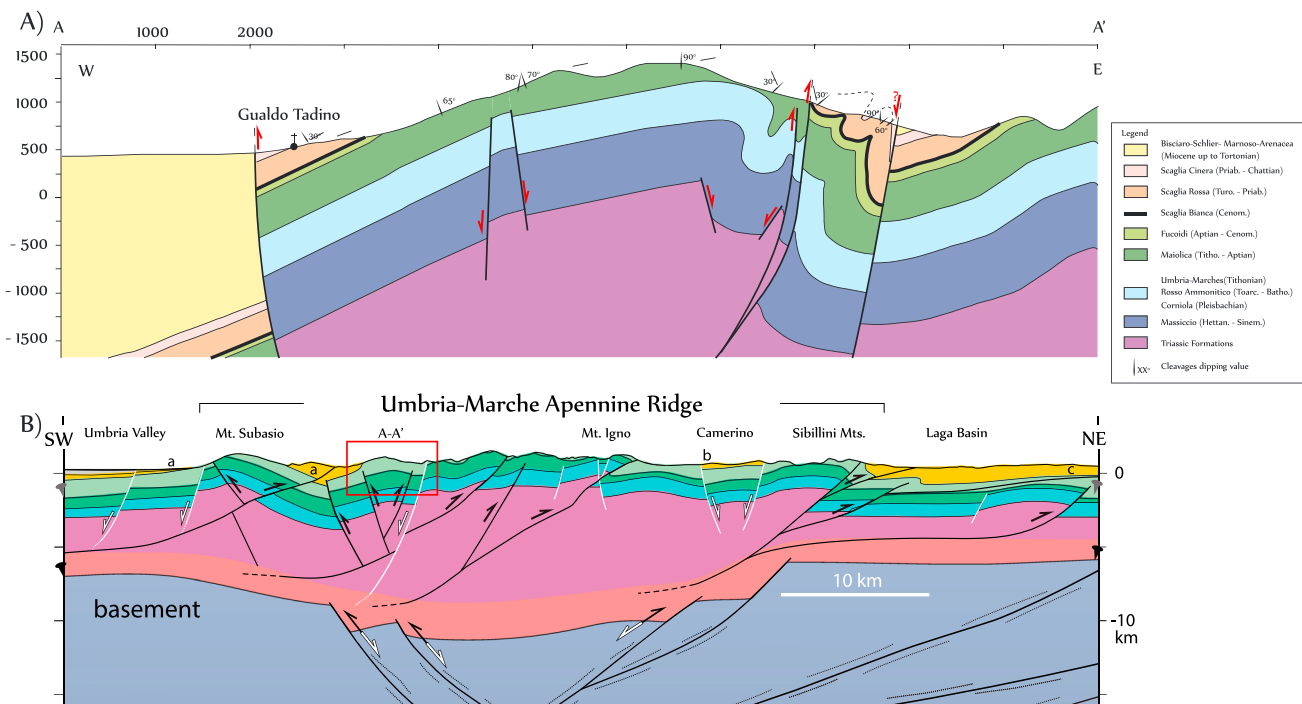 A)
A
1000
2000
A'
W
E
1500
1000
500
0
- 500
- 1000
- 1500
Gualdo Tadino
30°
65°
80°
70°
90°
30°
30°
90°
60°
?
Legend
Bisciaro-Schlier- Marnoso-Arenacea
(Miocene up to Tortonian)
Scaglia Cinera (Priab. - Chattian)
Scaglia Rossa (Turo. - Priab.)
Scaglia Bianca (Cenom.)
Fucoidi (Aptian - Cenom.)
Maiolica (Titho. - Aptian)
Umbria-Marches(Tithonian)
Rosso Ammonitico (Toarc. - Batho.)
Corniola (Pleisbachian)
Massiccio (Hettan. - Sinem.)
Triassic Formations
xx° Cleavages dipping value
B)
Umbria-Marche Apennine Ridge
SW
Umbria Valley
Mt. Subasio
A-A'
Mt. Igno
Camerino
Sibillini Mts.
Laga Basin
NE
a
a
b
c
0
10 km
basement
-10
km